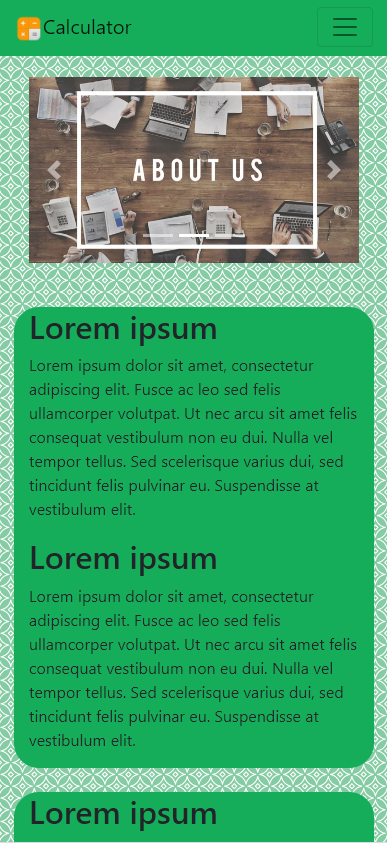 Calculator
ABOUT US
Lorem ipsum
Lorem ipsum dolor sit amet, consectetur
adipiscing elit. Fusce ac leo sed felis
ullamcorper volutpat. Ut nec arcu sit amet felis
consequat vestibulum non eu dui. Nulla vel
tempor tellus. Sed scelerisque varius dui, sed
tincidunt felis pulvinar eu. Suspendisse at
vestibulum elit.
Lorem ipsum
Lorem ipsum dolor sit amet, consectetur
adipiscing elit. Fusce ac leo sed felis
ullamcorper volutpat. Ut nec arcu sit amet felis
consequat vestibulum non eu dui. Nulla vel
tempor tellus. Sed scelerisque varius dui, sed
tincidunt felis pulvinar eu. Suspendisse at
vestibulum elit.
Lorem ipsum